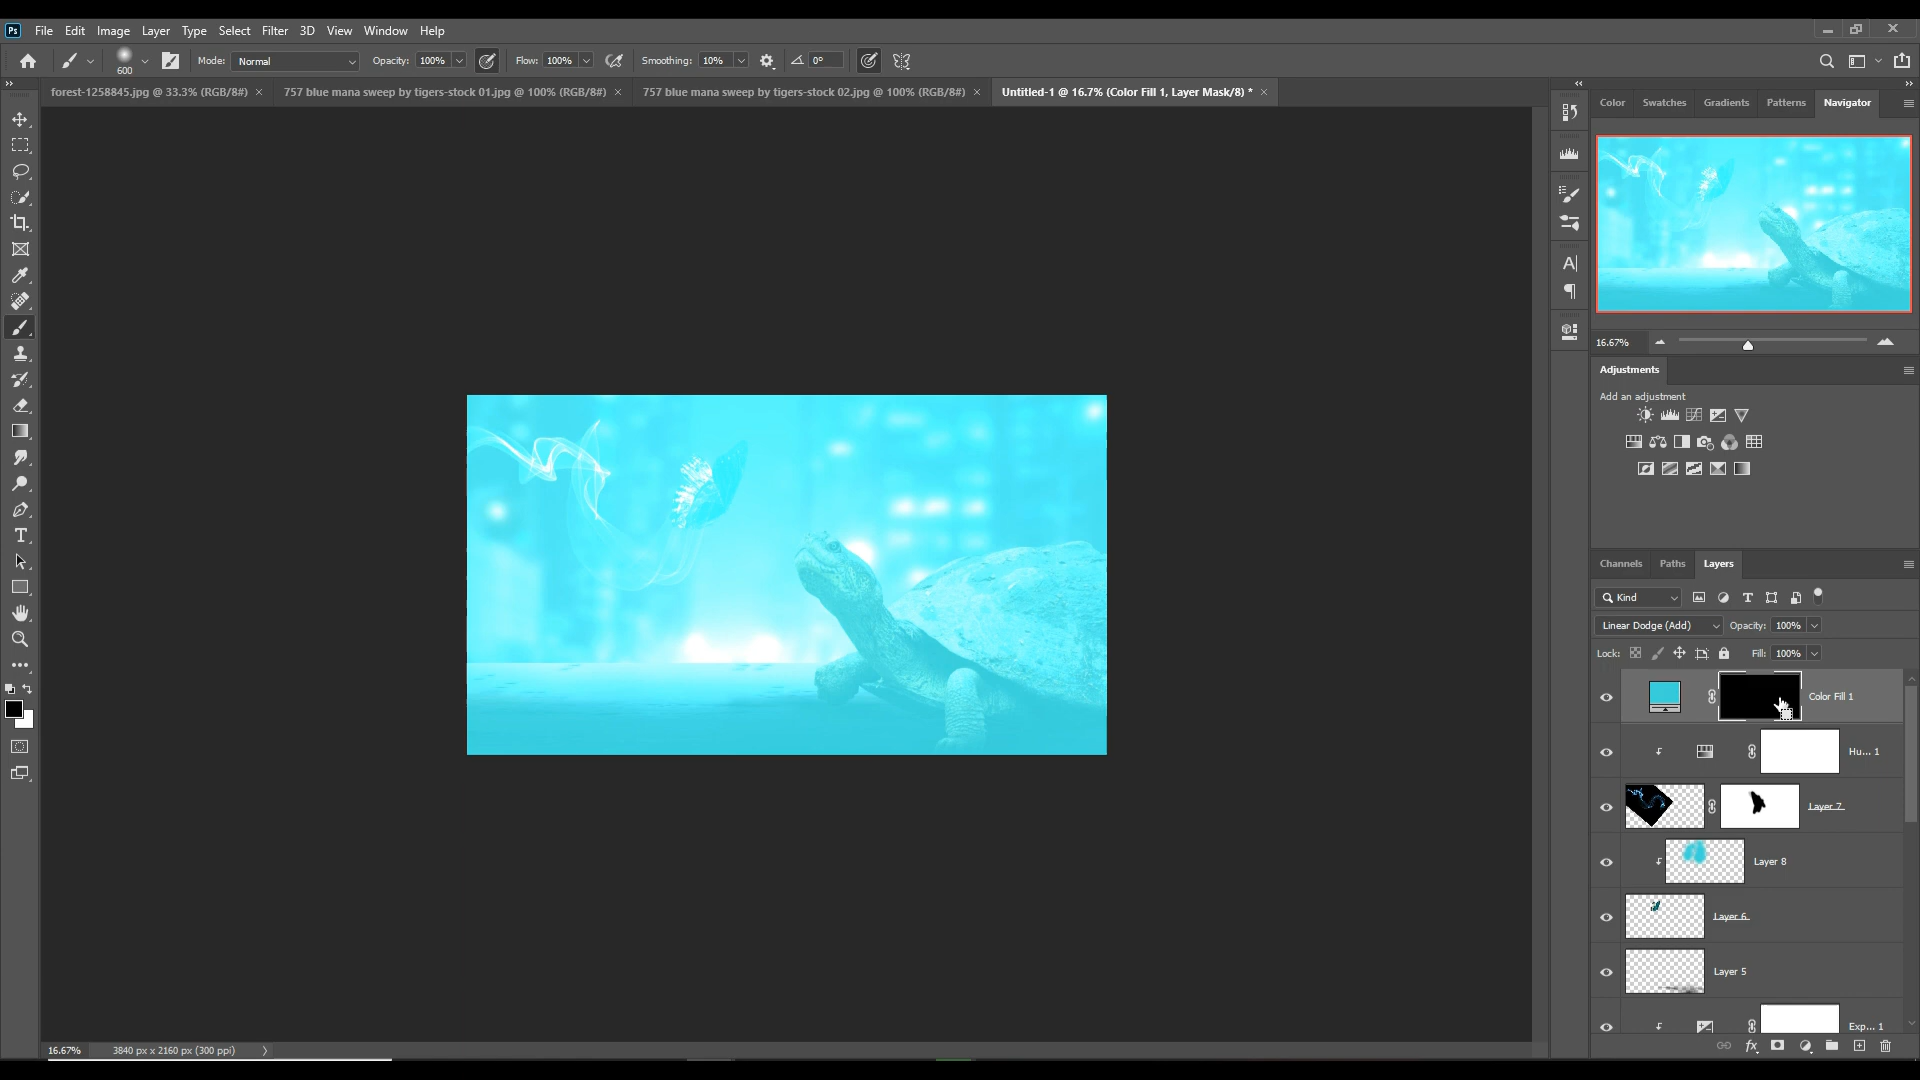 Ps File Edit Image Layer Type Select Filter 3D View Window Help
600 Mode: Normal Opacity: 100% Flow: 100% Smoothing: 10% 0°
forest-1258845.jpg @ 33.3% (RGB/8#) × 757 blue mana sweep by tigers-stock 01.jpg @ 100% (RGB/8#) × 757 blue mana sweep by tigers-stock 02.jpg @ 100% (RGB/8#) × Untitled-1 @ 16.7% (Color Fill 1, Layer Mask/8) * ×
Color Swatches Gradients Patterns Navigator
16.67%
Adjustments
Add an adjustment
Channels Paths Layers
Kind
Linear Dodge (Add) Opacity: 100%
Lock: Fill: 100%
Color Fill 1
Hu... 1
Layer 7
Layer 8
Layer 6
Layer 5
Exp... 1
16.67% 3840 px x 2160 px (300 ppi)